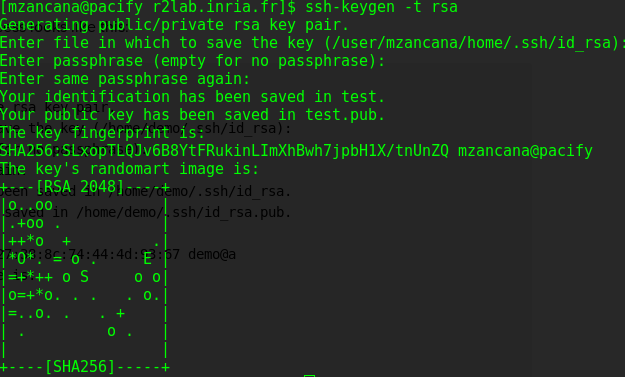 [mzancana@pacify r2lab.inria.fr]$ ssh-keygen -t rsa
Generating public/private rsa key pair.
Enter file in which to save the key (/user/mzancana/home/.ssh/id_rsa):
Enter passphrase (empty for no passphrase):
Enter same passphrase again:
Your identification has been saved in test.
Your public key has been saved in test.pub.
The key fingerprint is:
SHA256:SLxOpTLQJv6B8YtFRukinLImXhBwh7jpbH1X/tnUnZQ mzancana@pacify
The key's randomart image is:
+----[RSA 2048]----+
|o..oo            |
|.+oo .           |
|++*o  +         .|
|*O*. = o .     E |
|=+*++ o S     o o|
|o=+*o. . .   . o.|
|=..o. .   . +    |
| .         o .   |
|                 |
+----[SHA256]-----+